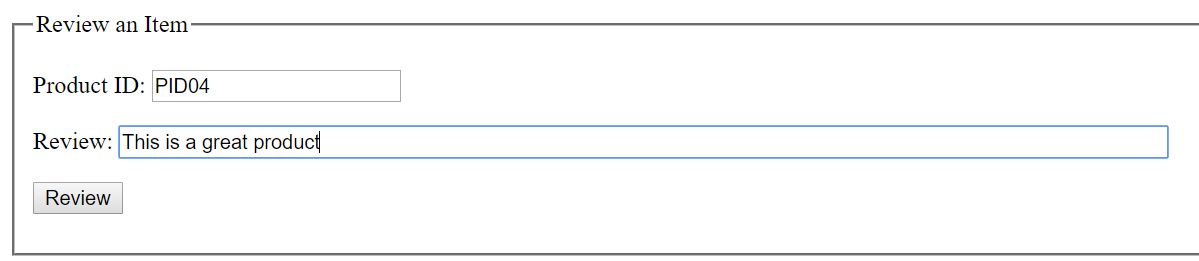 Review an Item
Product ID: PID04
Review: This is a great product
Review